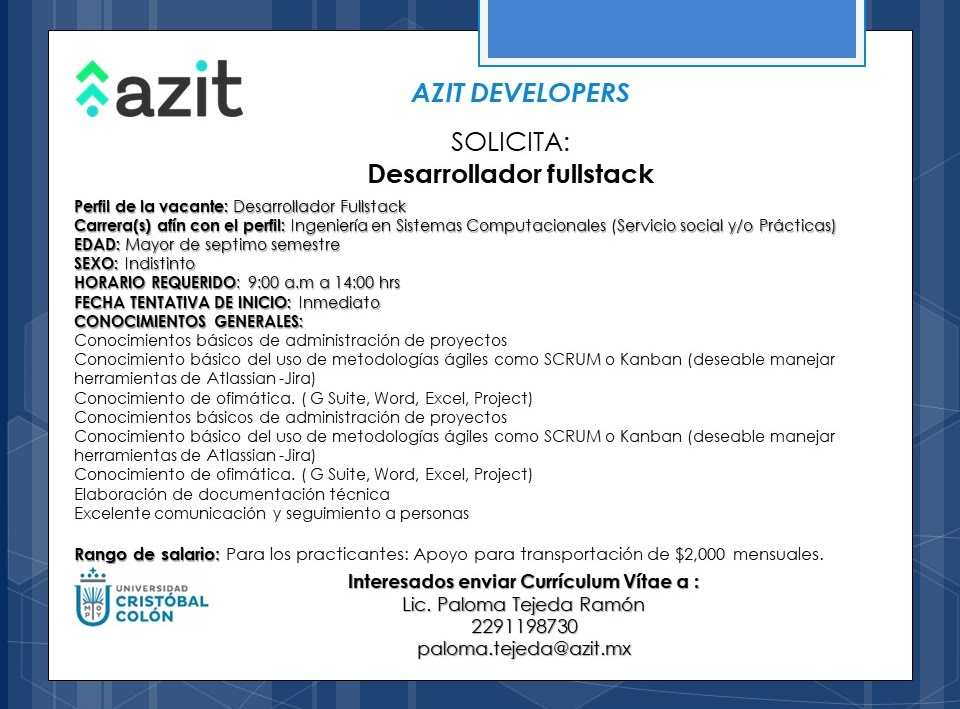 azit
AZIT DEVELOPERS
SOLICITA:
Desarrollador fullstack
Perfil de la vacante: Desarrollador Fullstack
Carrera(s) afín con el perfil: Ingeniería en Sistemas Computacionales (Servicio social y/o Prácticas)
EDAD: Mayor de septimo semestre
SEXO: Indistinto
HORARIO REQUERIDO: 9:00 a.m a 14:00 hrs
FECHA TENTATIVA DE INICIO: Inmediato
CONOCIMIENTOS GENERALES:
Conocimientos básicos de administración de proyectos
Conocimiento básico del uso de metodologías ágiles como SCRUM o Kanban (deseable manejar
herramientas de Atlassian -Jira)
Conocimiento de ofimática. ( G Suite, Word, Excel, Project)
Conocimientos básicos de administración de proyectos
Conocimiento básico del uso de metodologías ágiles como SCRUM o Kanban (deseable manejar
herramientas de Atlassian -Jira)
Conocimiento de ofimática. ( G Suite, Word, Excel, Project)
Elaboración de documentación técnica
Excelente comunicación y seguimiento a personas
Rango de salario: Para los practicantes: Apoyo para transportación de $2,000 mensuales.
UNIVERSIDAD
CRISTÓBAL
COLÓN
Interesados enviar Currículum Vítae a :
Lic. Paloma Tejeda Ramón
2291198730
paloma.tejeda@azit.mx